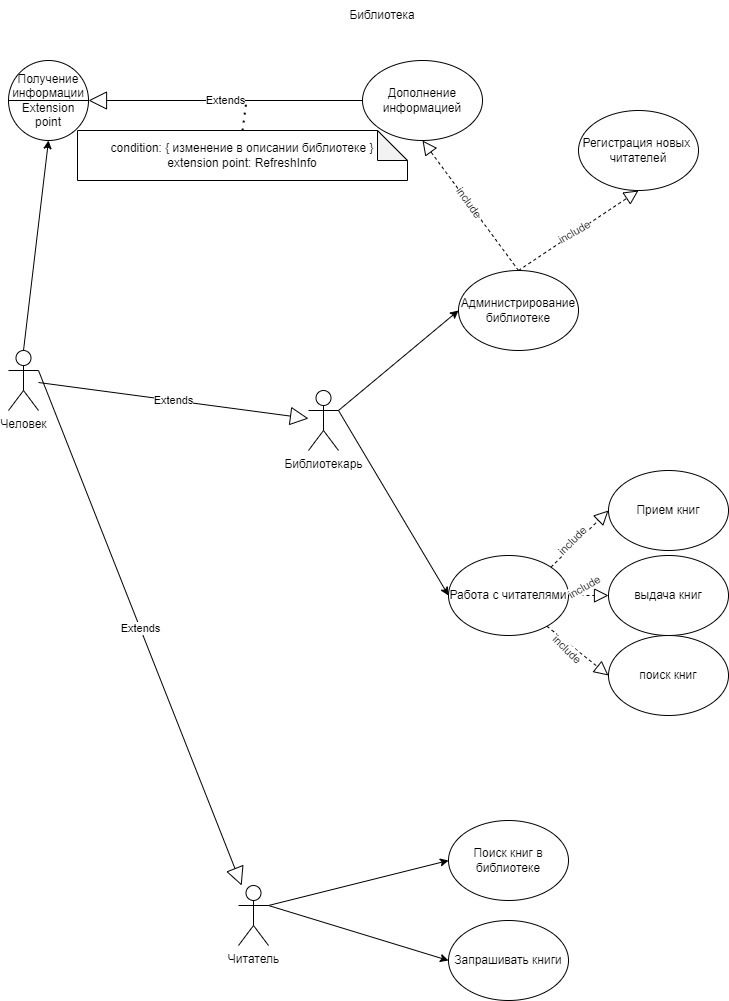 Библиотека
Получение
информации
Extension
point
Extends
Дополнение
информацией
condition: { изменение в описании библиотеке }
extension point: RefreshInfo
Регистрация новых
читателей
include
include
Администрирование
библиотеке
Человек
Extends
Библиотекарь
Прием книг
include
Работа с читателями
include
выдача книг
include
поиск книг
Extends
Поиск книг в
библиотеке
Читатель
Запрашивать книги